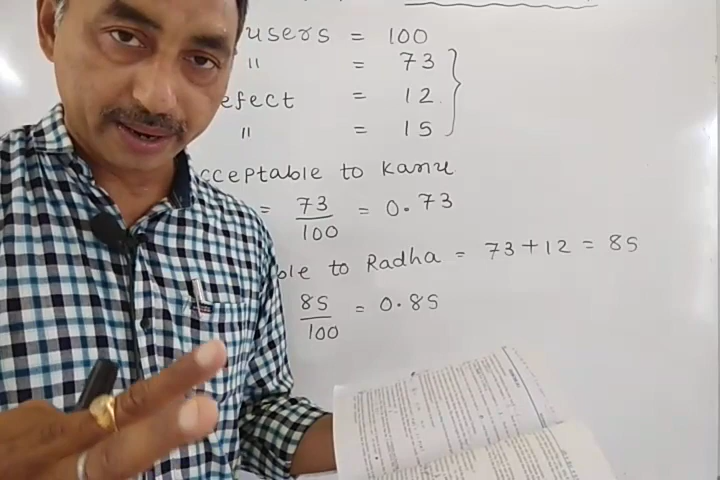 users = 100
" = 73
efect = 12
" = 15
cceptable to Kanu
= 73/100 = 0.73
ble to Radha = 73+12 = 85
85/100 = 0.85